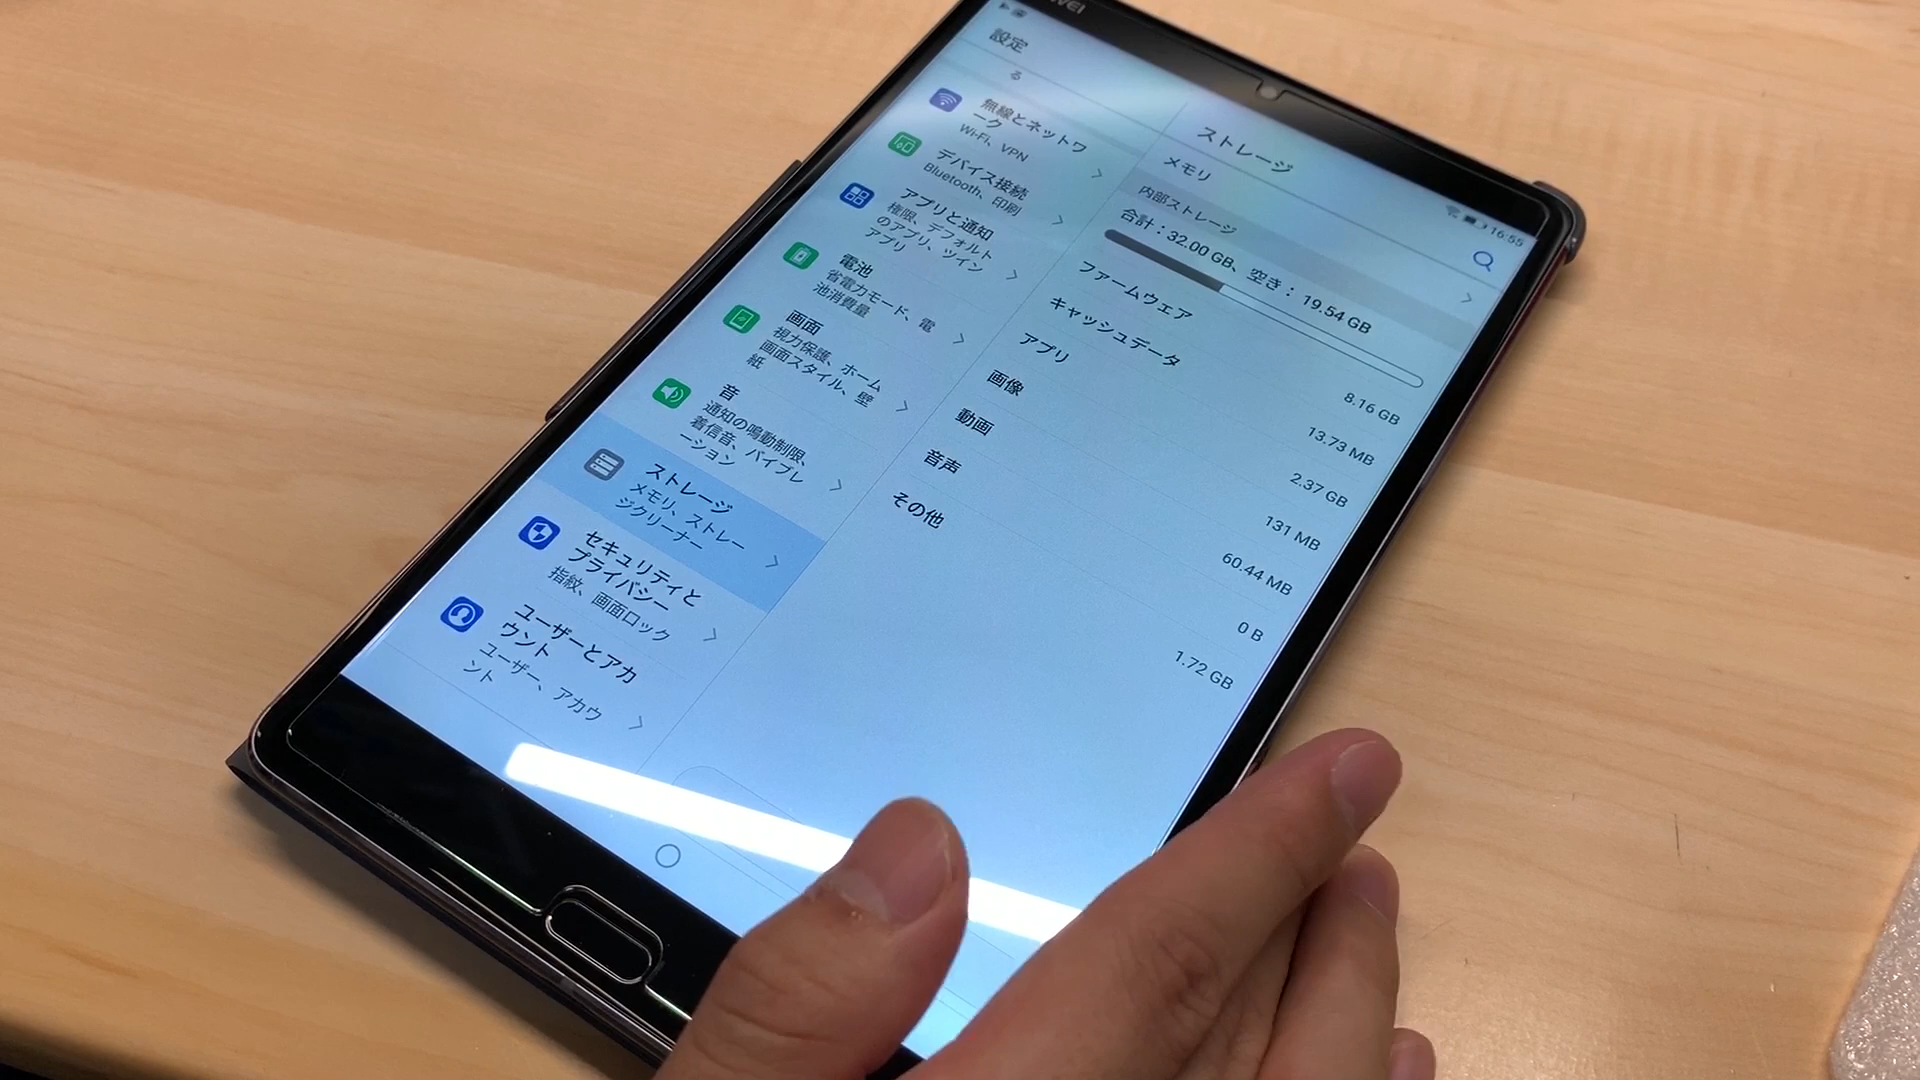 WEI
16:55
設定
る
無線とネットワ
ーク
Wi-Fi、VPN
デバイス接続
Bluetooth、印刷
アプリと通知
権限、デフォルト
のアプリ、ツイン
アプリ
電池
省電力モード、電
池消費量
画面
視力保護、ホーム
画面スタイル、壁
紙
音
通知の鳴動制限、
着信音、バイブレ
ーション
ストレージ
メモリ、ストレー
ジクリーナー
セキュリティと
プライバシー
指紋、画面ロック
ユーザーとアカ
ウント
ユーザー、アカウ
ント
ストレージ
メモリ
内部ストレージ
合計：32.00 GB、空き：19.54 GB
ファームウェア 8.16 GB
キャッシュデータ 13.73 MB
アプリ 2.37 GB
画像 131 MB
動画 60.44 MB
音声 0 B
その他 1.72 GB